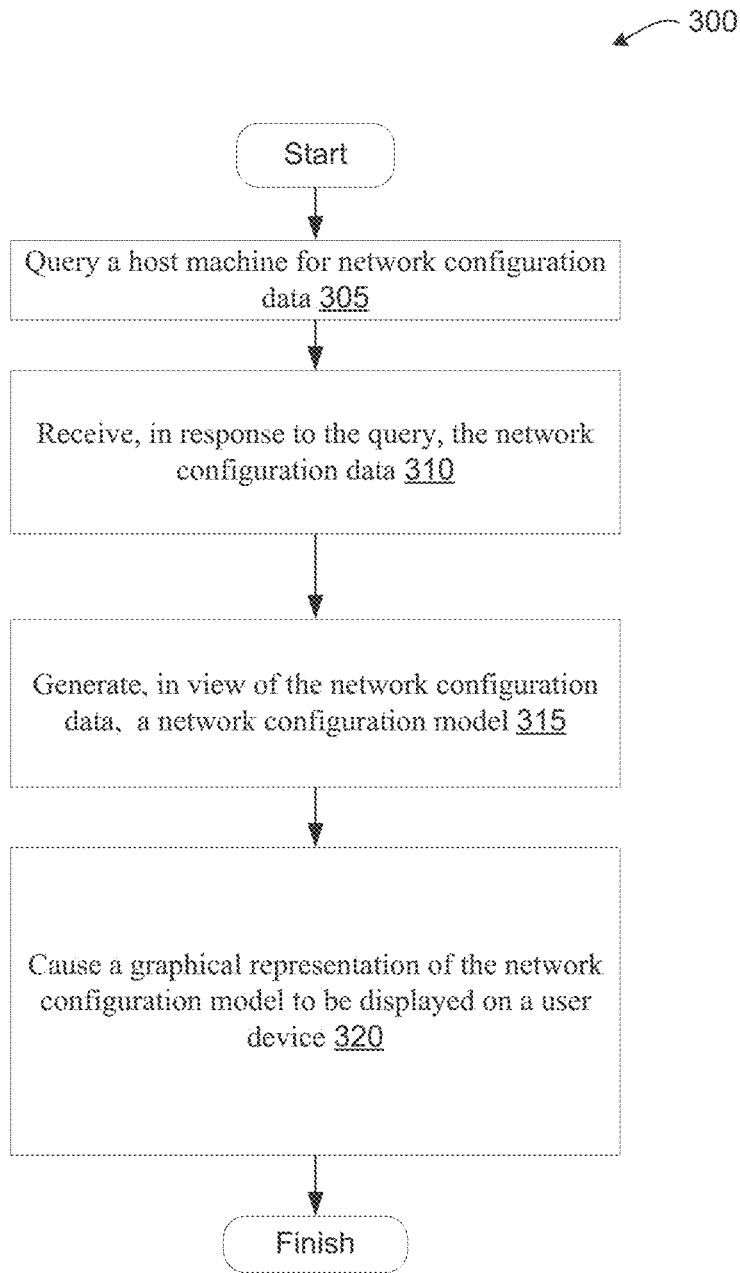 300
Start
Query a host machine for network configuration
data 305
Receive, in response to the query, the network
configuration data 310
Generate, in view of the network configuration
data, a network configuration model 315
Cause a graphical representation of the network
configuration model to be displayed on a user
device 320
Finish